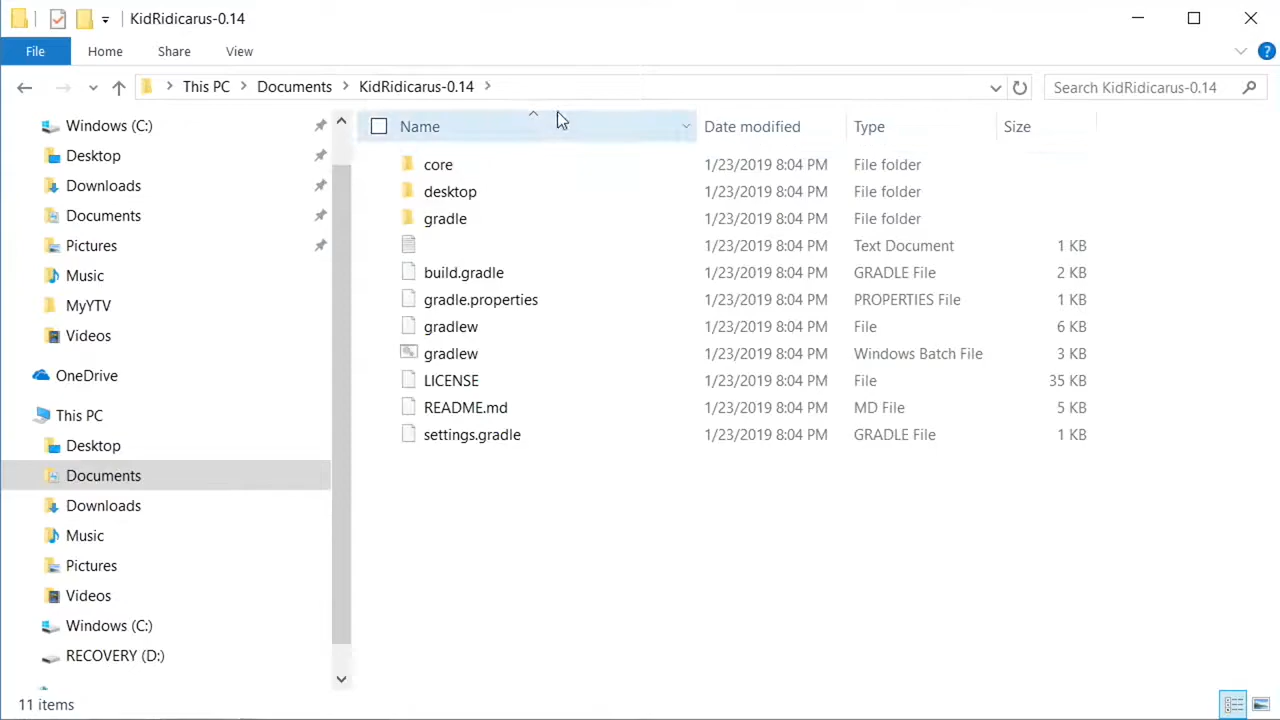 KidRidicarus-0.14
File Home Share View
This PC Documents KidRidicarus-0.14 Search KidRidicarus-0.14
Windows (C:)
Desktop
Downloads
Documents
Pictures
Music
MyYTV
Videos
OneDrive
This PC
Desktop
Documents
Downloads
Music
Pictures
Videos
Windows (C:)
RECOVERY (D:)
Name Date modified Type Size
core 1/23/2019 8:04 PM File folder
desktop 1/23/2019 8:04 PM File folder
gradle 1/23/2019 8:04 PM File folder
1/23/2019 8:04 PM Text Document 1 KB
build.gradle 1/23/2019 8:04 PM GRADLE File 2 KB
gradle.properties 1/23/2019 8:04 PM PROPERTIES File 1 KB
gradlew 1/23/2019 8:04 PM File 6 KB
gradlew 1/23/2019 8:04 PM Windows Batch File 3 KB
LICENSE 1/23/2019 8:04 PM File 35 KB
README.md 1/23/2019 8:04 PM MD File 5 KB
settings.gradle 1/23/2019 8:04 PM GRADLE File 1 KB
11 items